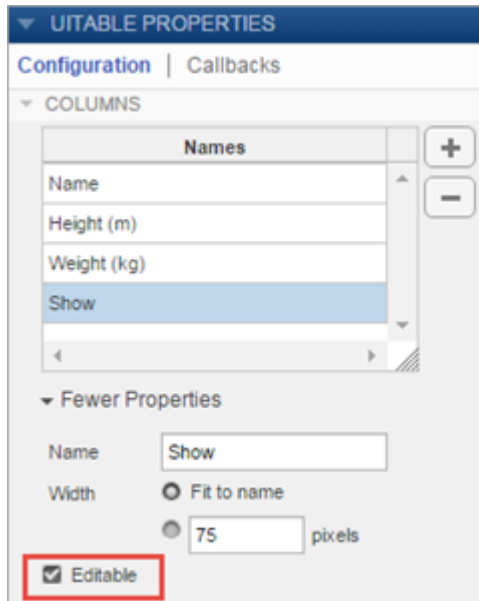 UITABLE PROPERTIES
Configuration | Callbacks
COLUMNS
Names
Name
Height (m)
Weight (kg)
Show
Fewer Properties
Name Show
Width Fit to name
75 pixels
Editable